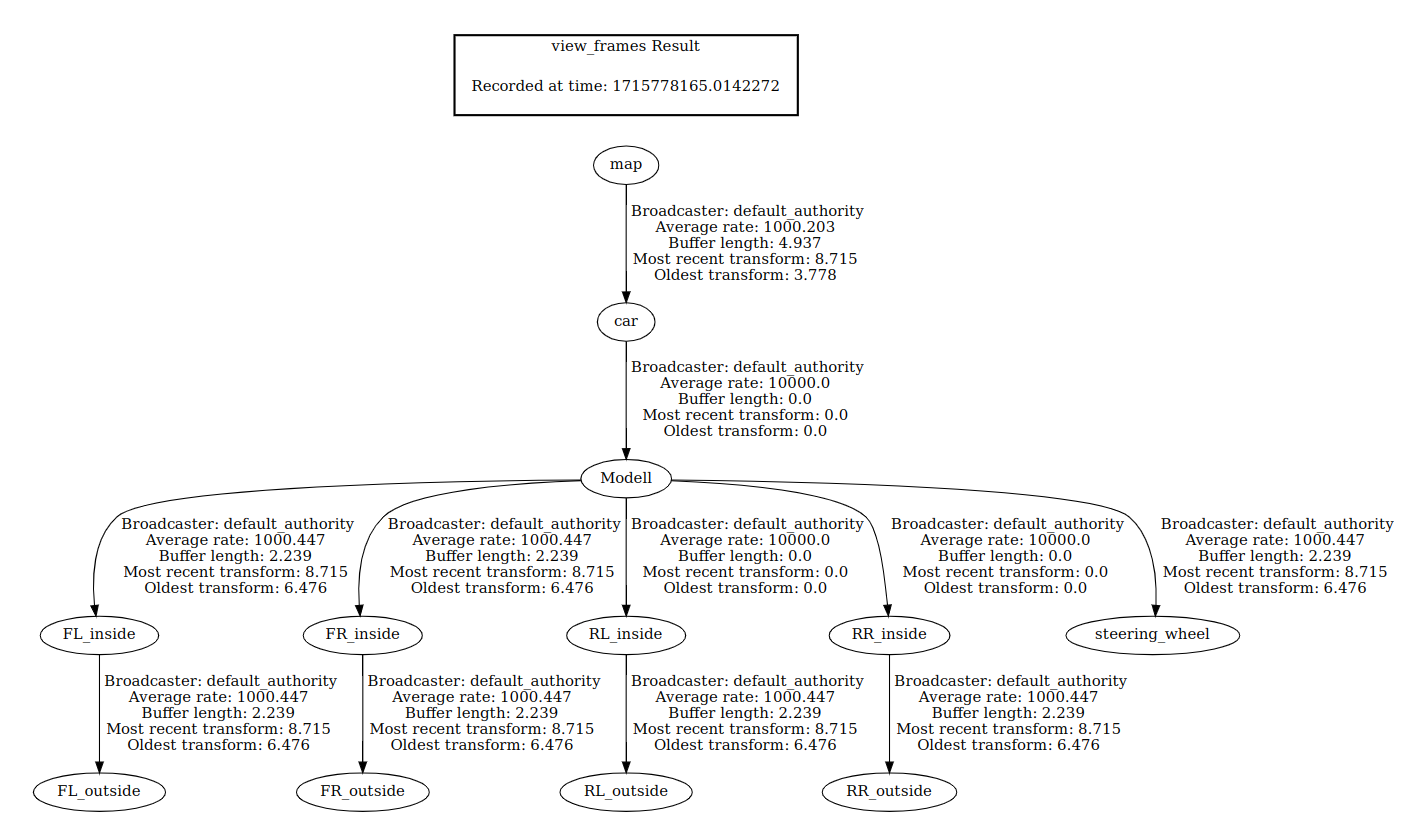 view_frames Result
Recorded at time: 1715778165.0142272
map
Broadcaster: default_authority
Average rate: 1000.203
Buffer length: 4.937
Most recent transform: 8.715
Oldest transform: 3.778
car
Broadcaster: default_authority
Average rate: 10000.0
Buffer length: 0.0
Most recent transform: 0.0
Oldest transform: 0.0
Modell
Broadcaster: default_authority
Average rate: 1000.447
Buffer length: 2.239
Most recent transform: 8.715
Oldest transform: 6.476
Broadcaster: default_authority
Average rate: 1000.447
Buffer length: 2.239
Most recent transform: 8.715
Oldest transform: 6.476
Broadcaster: default_authority
Average rate: 10000.0
Buffer length: 0.0
Most recent transform: 0.0
Oldest transform: 0.0
Broadcaster: default_authority
Average rate: 10000.0
Buffer length: 0.0
Most recent transform: 0.0
Oldest transform: 0.0
Broadcaster: default_authority
Average rate: 1000.447
Buffer length: 2.239
Most recent transform: 8.715
Oldest transform: 6.476
FL_inside
FR_inside
RL_inside
RR_inside
steering_wheel
Broadcaster: default_authority
Average rate: 1000.447
Buffer length: 2.239
Most recent transform: 8.715
Oldest transform: 6.476
Broadcaster: default_authority
Average rate: 1000.447
Buffer length: 2.239
Most recent transform: 8.715
Oldest transform: 6.476
Broadcaster: default_authority
Average rate: 1000.447
Buffer length: 2.239
Most recent transform: 8.715
Oldest transform: 6.476
Broadcaster: default_authority
Average rate: 1000.447
Buffer length: 2.239
Most recent transform: 8.715
Oldest transform: 6.476
FL_outside
FR_outside
RL_outside
RR_outside